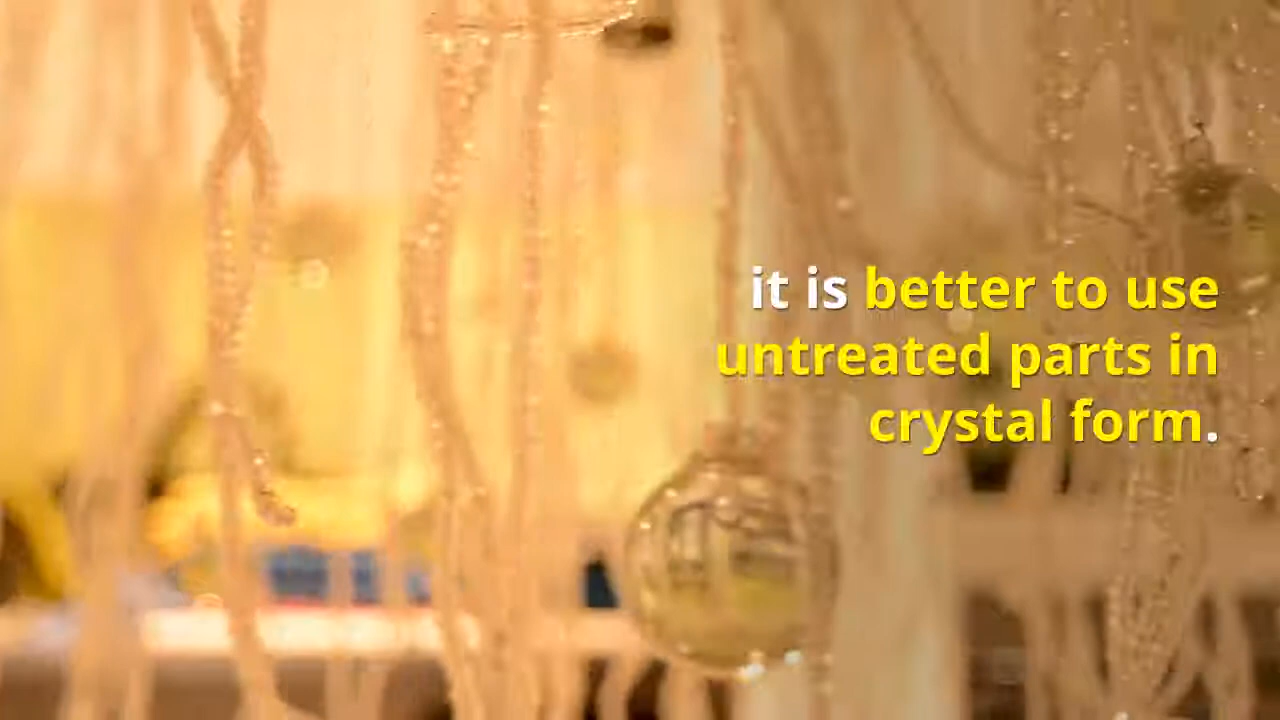 it is better to use
untreated parts in
crystal form.